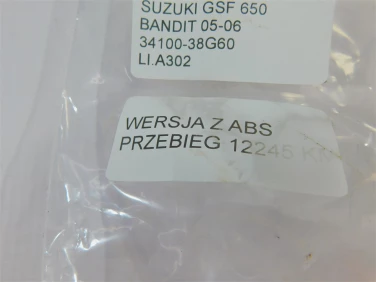 SUZUKI GSF 650
BANDIT 05-06
34100-38G60
LI.A302
WERSJA Z ABS
PRZEBIEG 12245